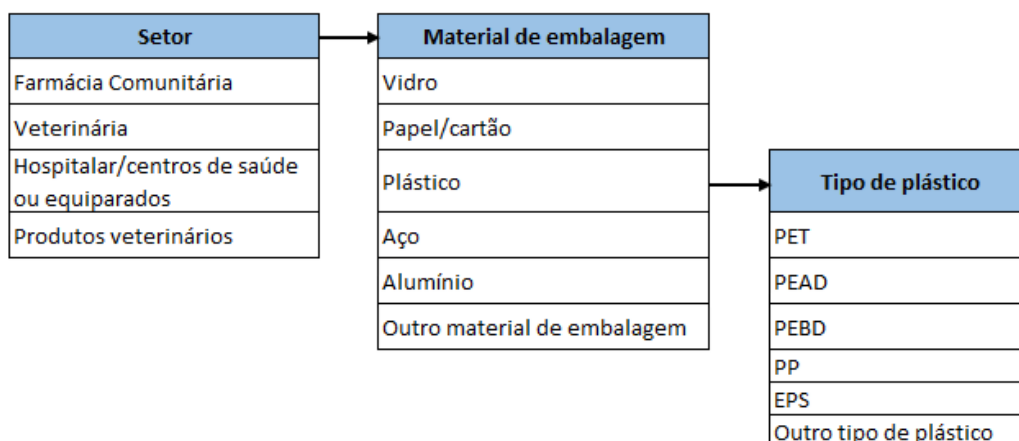 Setor
Farmácia Comunitária
Veterinária
Hospitalar/centros de saúde
ou equiparados
Produtos veterinários
Material de embalagem
Vidro
Papel/cartão
Plástico
Aço
Alumínio
Outro material de embalagem
Tipo de plástico
PET
PEAD
PEBD
PP
EPS
Outro tipo de plástico